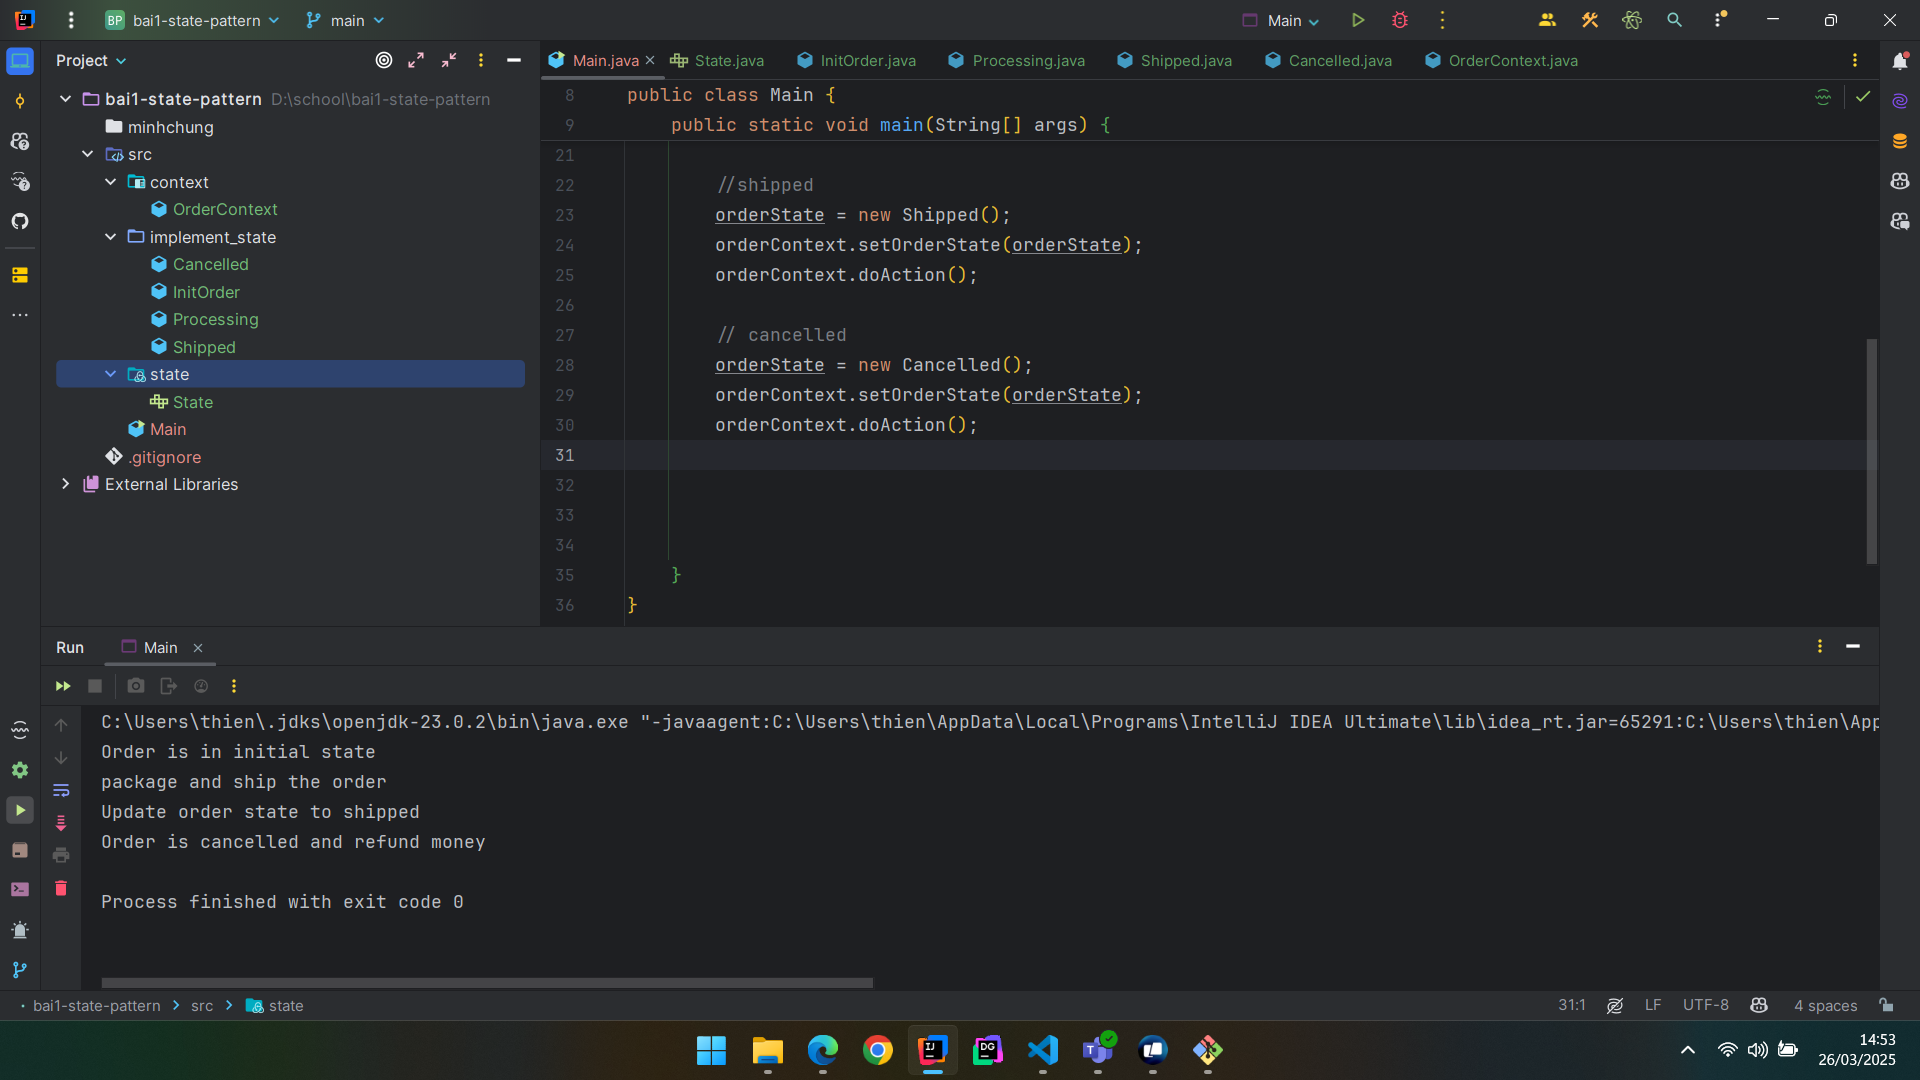 BP bai1-state-pattern main Main
Project
Main.java State.java InitOrder.java Processing.java Shipped.java Cancelled.java OrderContext.java
bai1-state-pattern D:\school\bai1-state-pattern
minhchung
src
context
OrderContext
implement_state
Cancelled
InitOrder
Processing
Shipped
state
State
Main
.gitignore
External Libraries
8 public class Main {
9 public static void main(String[] args) {
21
22 //shipped
23 orderState = new Shipped();
24 orderContext.setOrderState(orderState);
25 orderContext.doAction();
26
27 // cancelled
28 orderState = new Cancelled();
29 orderContext.setOrderState(orderState);
30 orderContext.doAction();
31
32
33
34
35 }
36 }
Run Main
C:\Users\thien\.jdks\openjdk-23.0.2\bin\java.exe "-javaagent:C:\Users\thien\AppData\Local\Programs\IntelliJ IDEA Ultimate\lib\idea_rt.jar=65291:C:\Users\thien\App
Order is in initial state
package and ship the order
Update order state to shipped
Order is cancelled and refund money
Process finished with exit code 0
bai1-state-pattern > src > state 31:1 LF UTF-8 4 spaces
14:53
26/03/2025